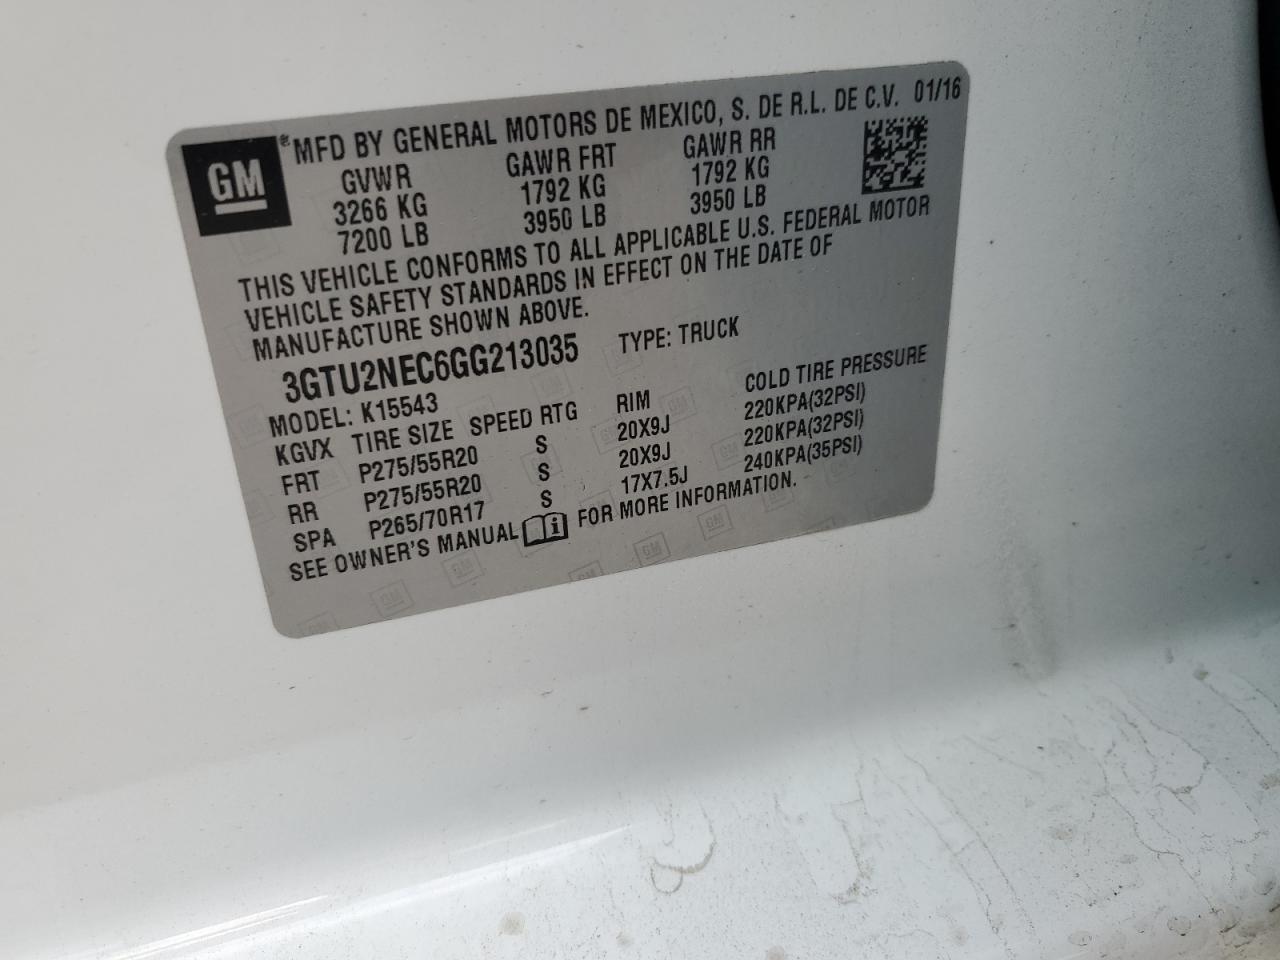 GM ® MFD BY GENERAL MOTORS DE MEXICO, S. DE R.L. DE C.V. 01/16
GVWR GAWR FRT GAWR RR
3266 KG 1792 KG 1792 KG
7200 LB 3950 LB 3950 LB
THIS VEHICLE CONFORMS TO ALL APPLICABLE U.S. FEDERAL MOTOR
VEHICLE SAFETY STANDARDS IN EFFECT ON THE DATE OF
MANUFACTURE SHOWN ABOVE.
3GTU2NEC6GG213035 TYPE: TRUCK
MODEL: K15543
KGVX TIRE SIZE SPEED RTG RIM COLD TIRE PRESSURE
FRT P275/55R20 S 20X9J 220KPA(32PSI)
RR P275/55R20 S 20X9J 220KPA(32PSI)
SPA P265/70R17 S 17X7.5J 240KPA(35PSI)
SEE OWNER'S MANUAL i FOR MORE INFORMATION.